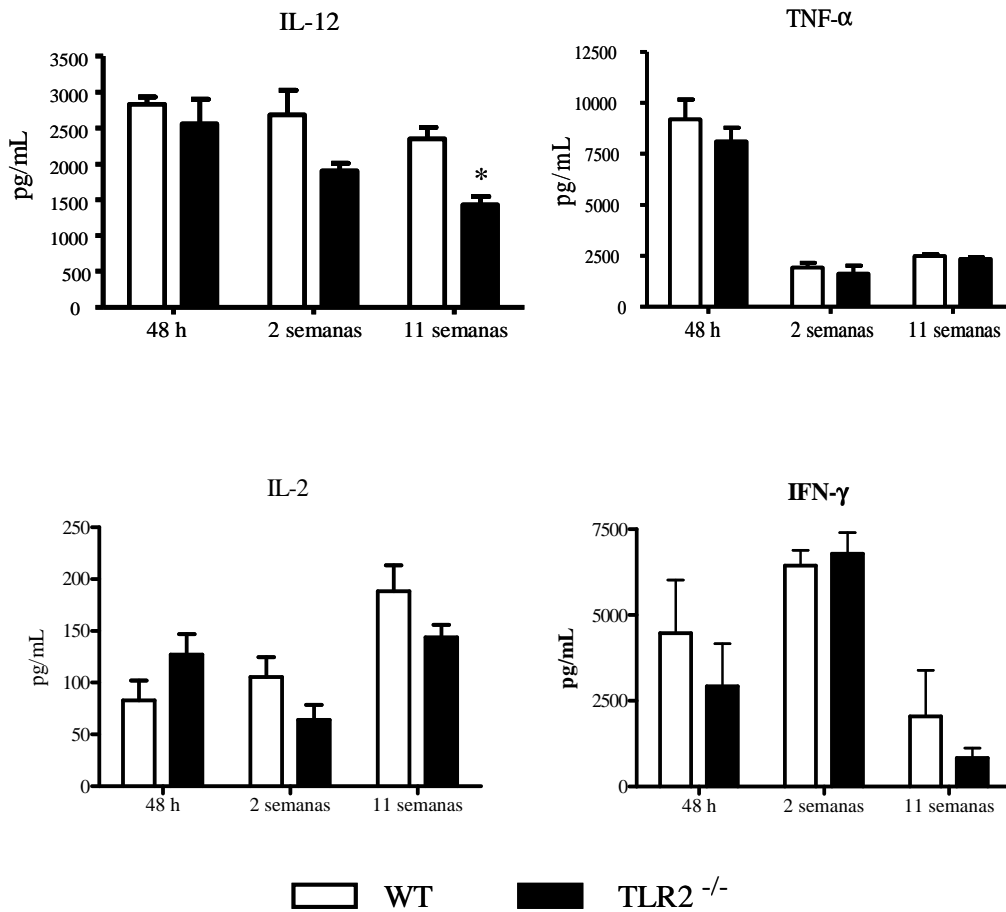 IL-12
3500
3000
2500
2000
1500
1000
500
0
pg/mL
*
48 h 2 semanas 11 semanas
TNF-α
12500
10000
7500
5000
2500
0
pg/mL
48 h 2 semanas 11 semanas
IL-2
250
200
150
100
50
0
pg/mL
48 h 2 semanas 11 semanas
IFN-γ
7500
5000
2500
0
pg/mL
48 h 2 semanas 11 semanas
WT TLR2 -/-